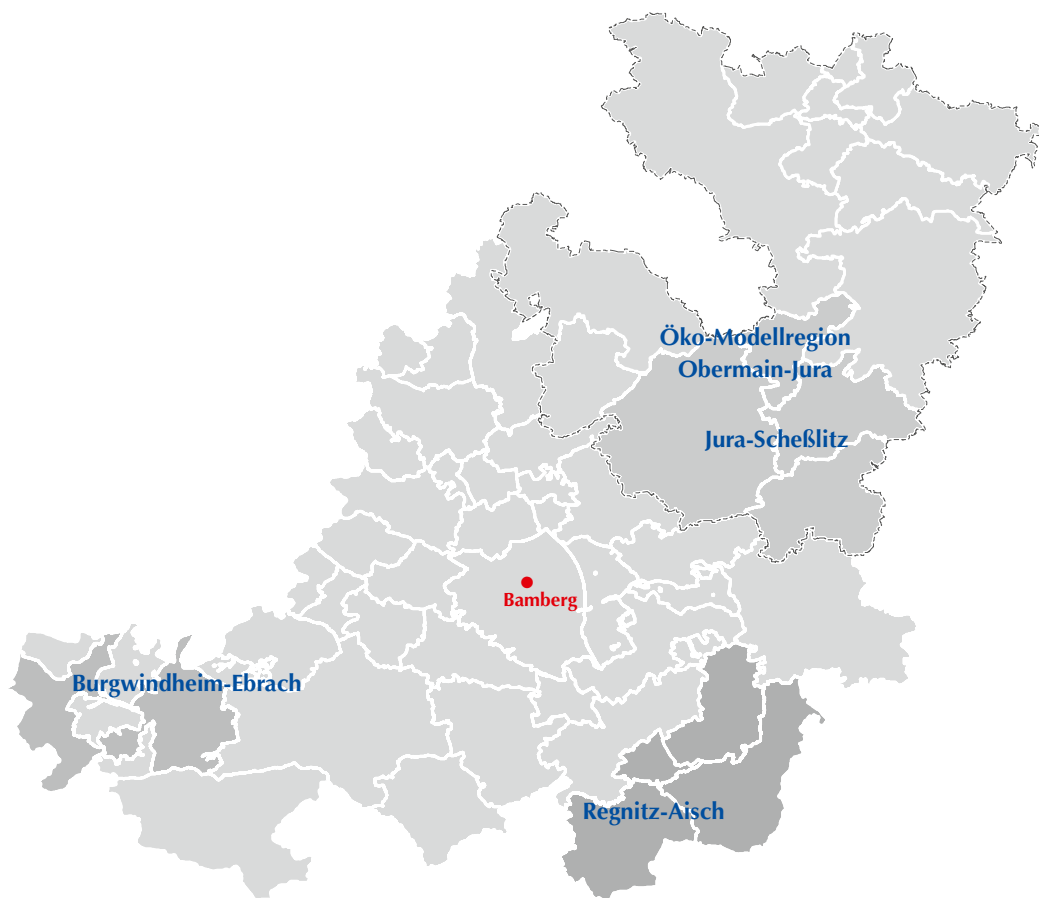 Öko-Modellregion
Obermain-Jura
Jura-Scheßlitz
Bamberg
Burgwindheim-Ebrach
Regnitz-Aisch